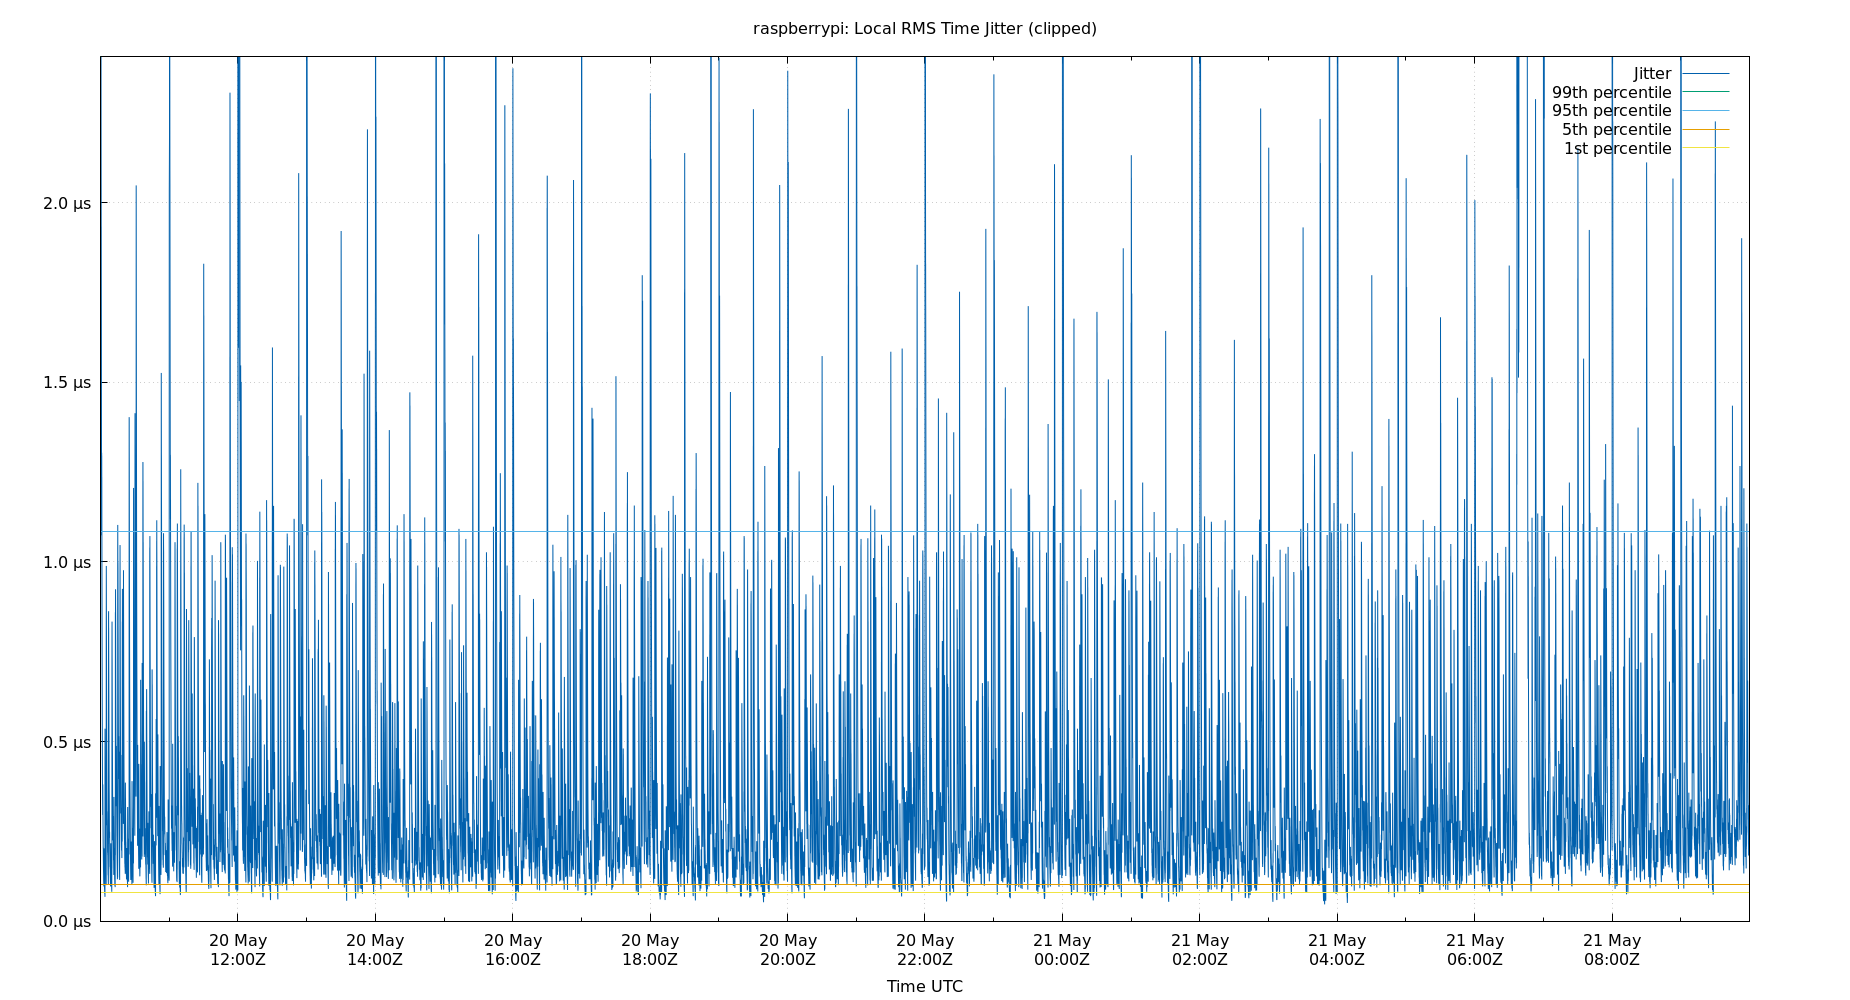 raspberrypi: Local RMS Time Jitter (clipped)
Jitter
99th percentile
95th percentile
5th percentile
1st percentile
2.0 µs
1.5 µs
1.0 µs
0.5 µs
0.0 µs
20 May 20 May 20 May 20 May 20 May 20 May 21 May 21 May 21 May 21 May 21 May
12:00Z 14:00Z 16:00Z 18:00Z 20:00Z 22:00Z 00:00Z 02:00Z 04:00Z 06:00Z 08:00Z
Time UTC